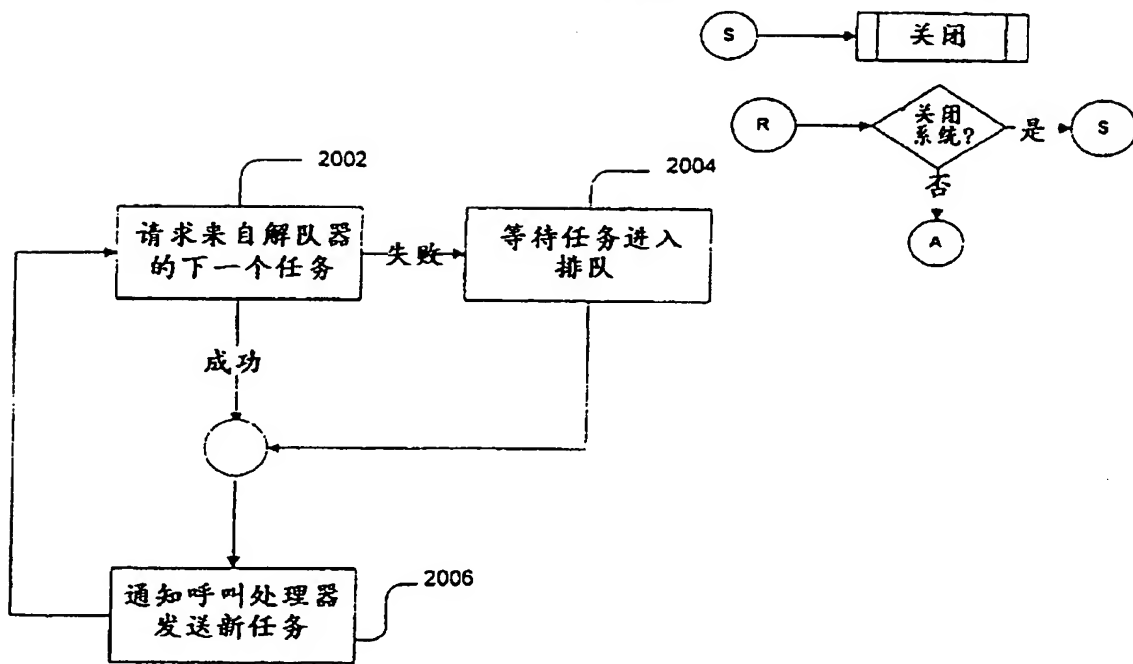 S
关闭
R
关闭
系统?
是
S
否
A
2002
请求来自解队器
的下一个任务
失败
2004
等待任务进入
排队
成功
通知呼叫处理器
发送新任务
2006